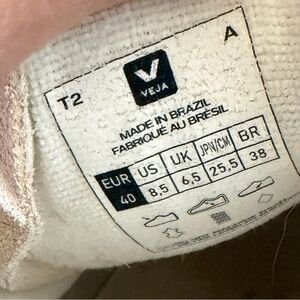 T2
A
VEJA
MADE IN BRAZIL
FABRIQUÉ AU BRÉSIL
EUR US UK JPN/CM BR
40 8.5 6,5 25,5 38